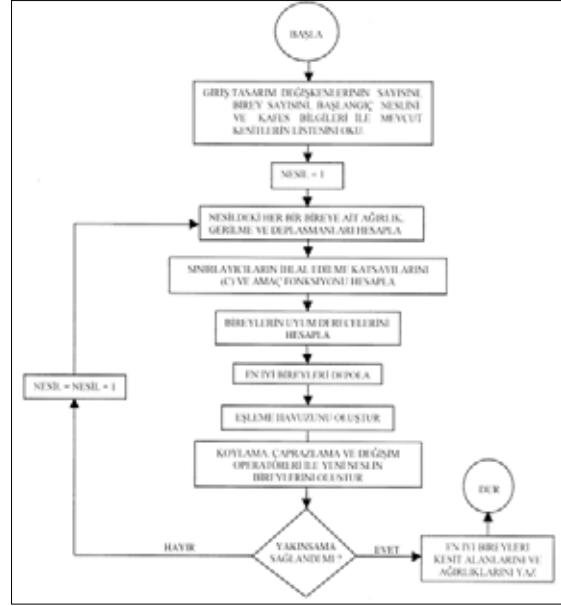 BAŞLA
GİRİŞ TASARIM DEĞİŞKENLERİNİN SAYISINI,
BİREY SAYISINI, BAŞLANGIÇ NESLİNİ
VE KAFES BİLGİLERİ İLE MEVCUT
KESİTLERİN LİSTESİNİ OKU.
NESİL = 1
NESİLDEKİ HER BİR BİREYE AİT AĞIRLIK,
GERİLME VE DEPLASMANLARI HESAPLA
SINIRLAYICILARIN İHLAL EDİLME KATSAYILARINI
(C) VE AMAÇ FONKSİYONU HESAPLA
BİREYLERİN UYUM DERECELERİNİ
HESAPLA
EN İYİ BİREYLERİ DEPOLA
NESİL = NESİL + 1
EŞLEME HAVUZUNU OLUŞTUR
KOYLAMA, ÇAPRAZLAMA VE DEĞİŞİM
OPERATÖRLERİ İLE YENİ NESLİN
BİREYLERİNİ OLUŞTUR
DUR
HAYIR
YAKINSAMA
SAĞLANDI MI ?
EVET
EN İYİ BİREYLERİ
KESİT ALANLARINI VE
AĞIRLIKLARINI YAZ